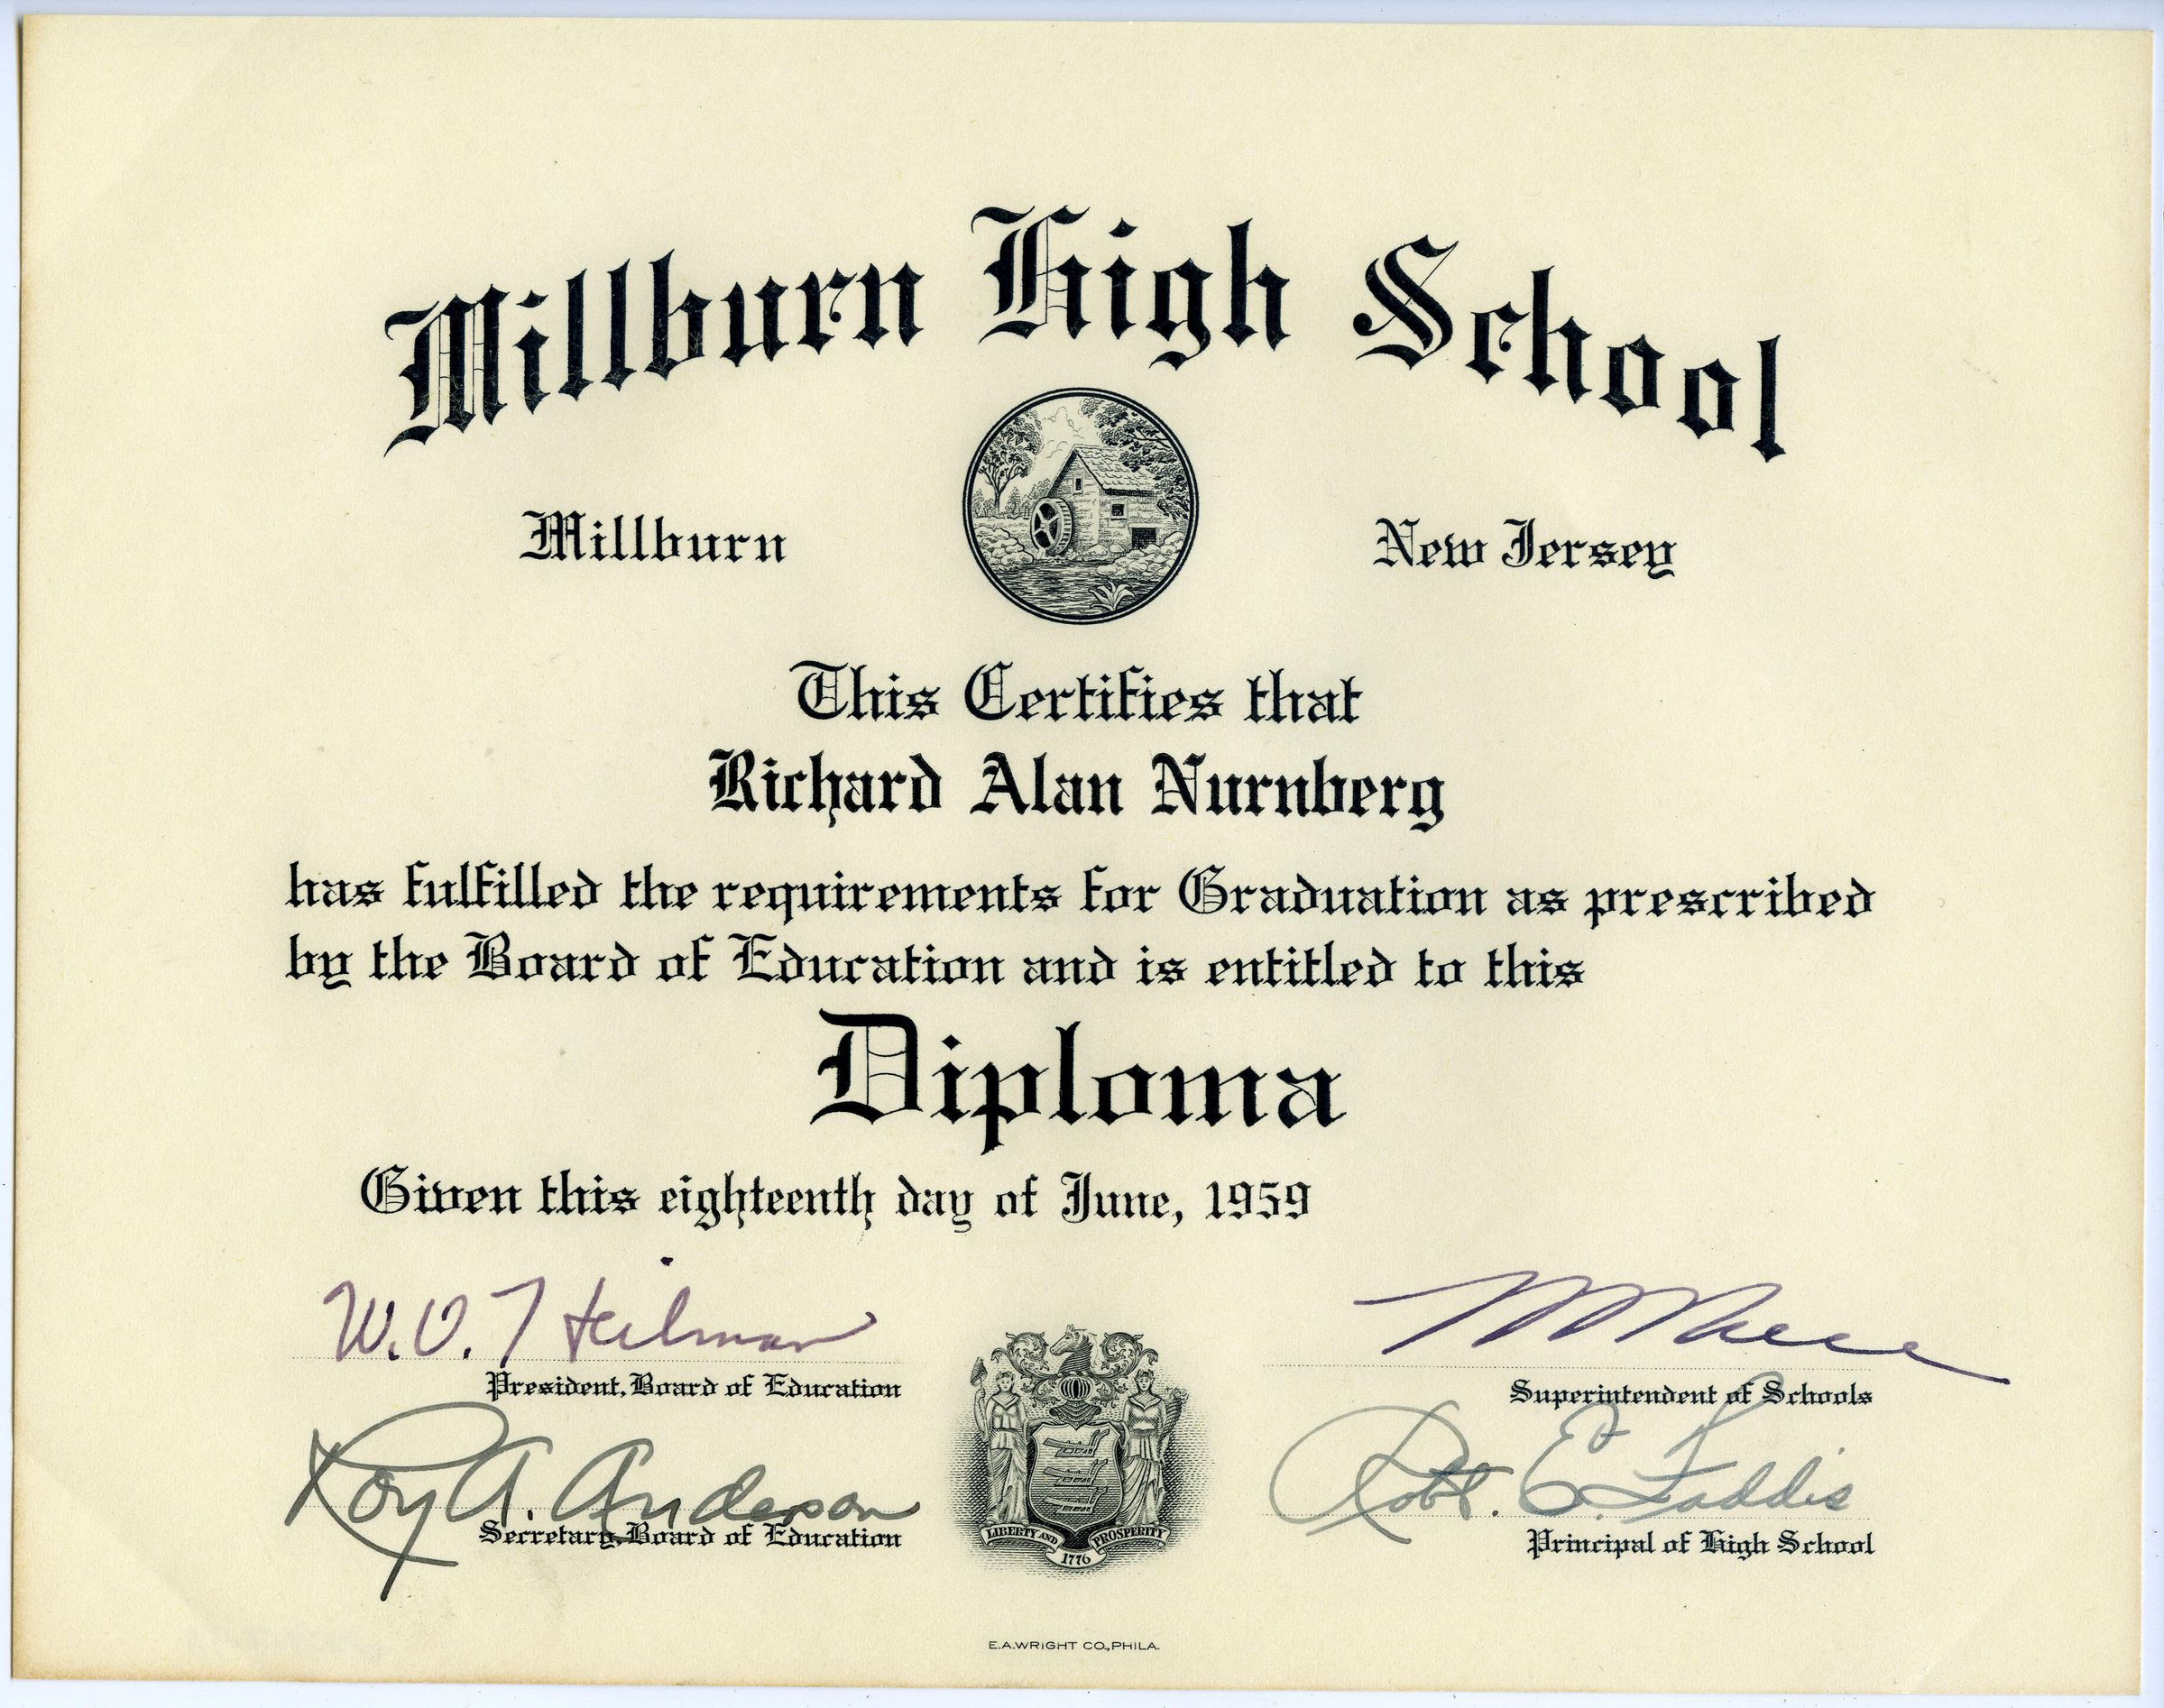 Millburn High School
Millburn
New Jersey
This Certifies that
Richard Alan Nurnberg
has fulfilled the requirements for Graduation as prescribed
by the Board of Education and is entitled to this
Diploma
Given this eighteenth day of June, 1959
W.O. Heilman
President, Board of Education
Superintendent of Schools
Roy A. Anderson
Secretary, Board of Education
Robt. E. Faddis
Principal of High School
LIBERTY AND PROSPERITY
1776
E.A.WRIGHT CO., PHILA.